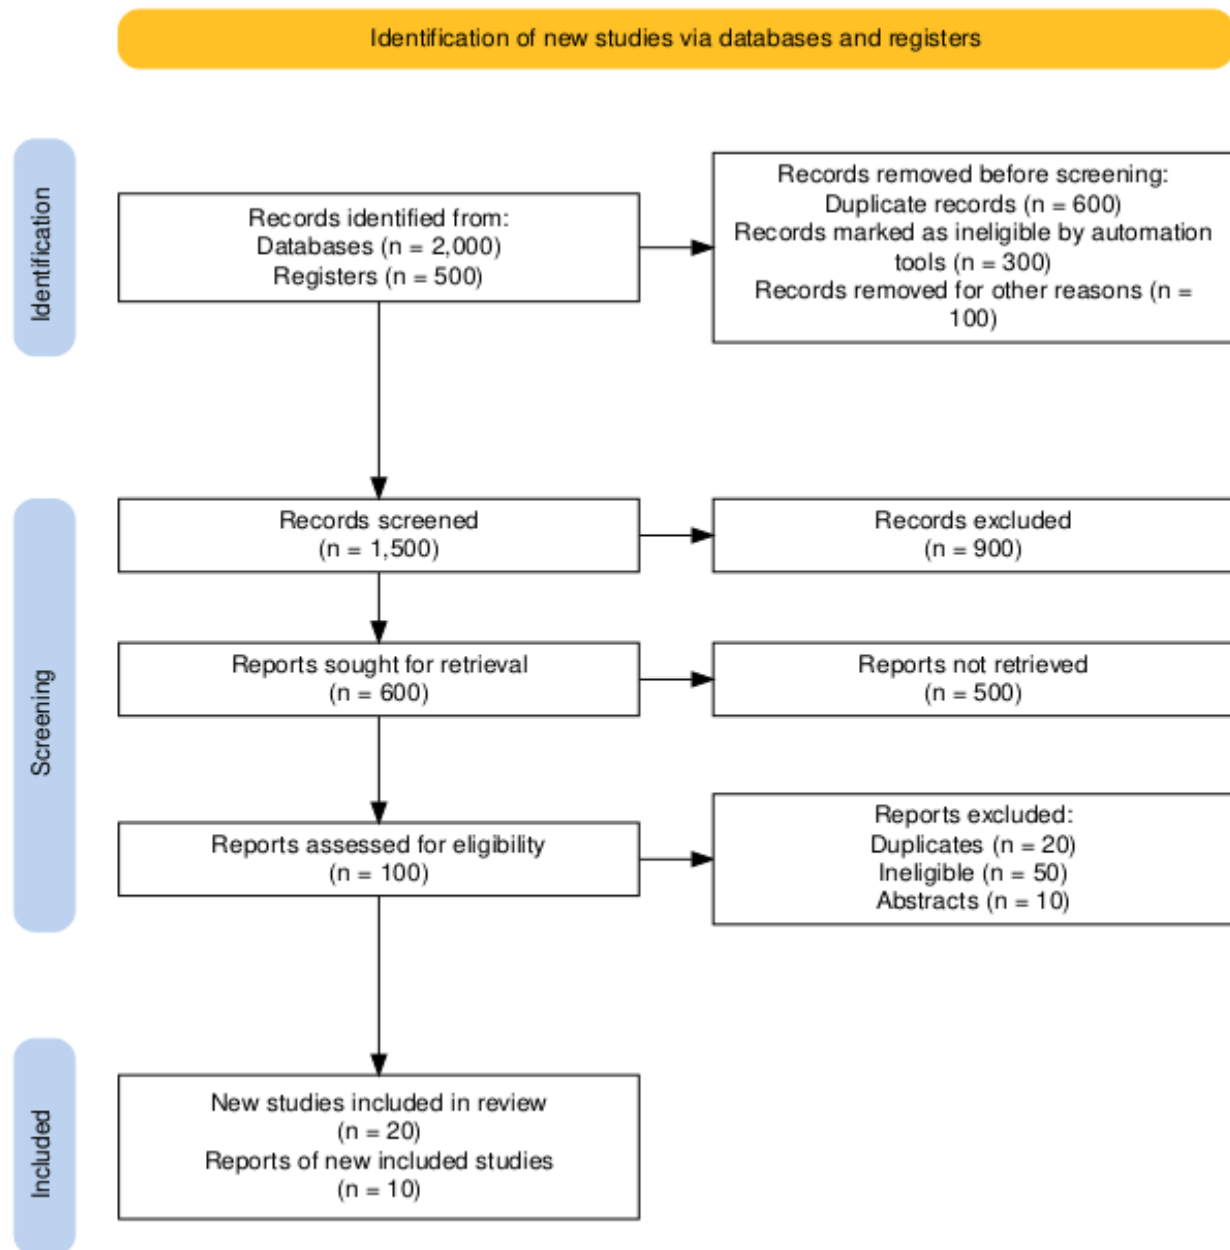 Identification of new studies via databases and registers
Identification
Records identified from:
Databases (n = 2,000)
Registers (n = 500)
Records removed before screening:
Duplicate records (n = 600)
Records marked as ineligible by automation
tools (n = 300)
Records removed for other reasons (n =
100)
Screening
Records screened
(n = 1,500)
Records excluded
(n = 900)
Reports sought for retrieval
(n = 600)
Reports not retrieved
(n = 500)
Reports assessed for eligibility
(n = 100)
Reports excluded:
Duplicates (n = 20)
Ineligible (n = 50)
Abstracts (n = 10)
Included
New studies included in review
(n = 20)
Reports of new included studies
(n = 10)